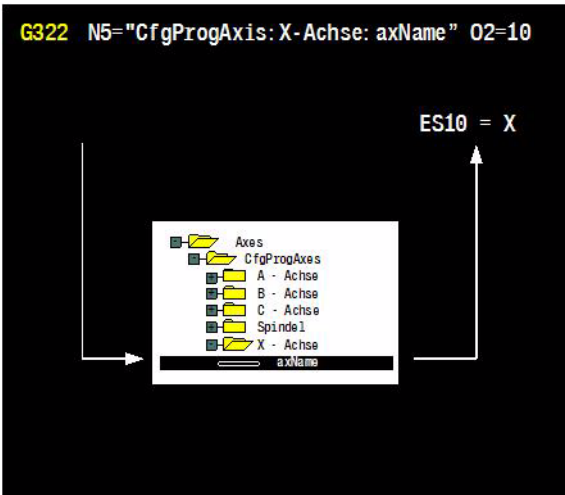 G322 N5="CfgProgAxis:X-Achse:axName” O2=10
ES10 = X
Axes
CfgProgAxes
A - Achse
B - Achse
C - Achse
Spindel
X - Achse
axName